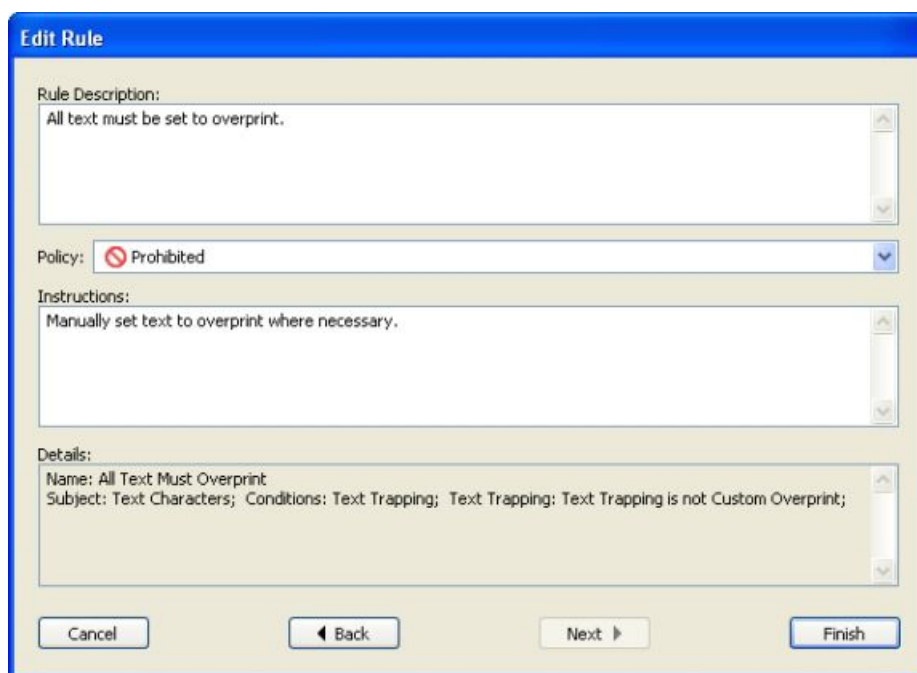 Edit Rule
Rule Description:
All text must be set to overprint.
Policy: Prohibited
Instructions:
Manually set text to overprint where necessary.
Details:
Name: All Text Must Overprint
Subject: Text Characters;  Conditions: Text Trapping;  Text Trapping: Text Trapping is not Custom Overprint;
Cancel Back Next Finish